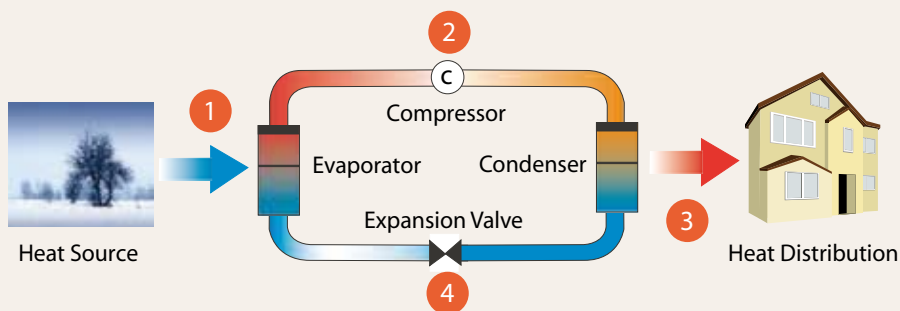 2
C
1
Compressor
Evaporator
Condenser
Expansion Valve
3
Heat Source
Heat Distribution
4